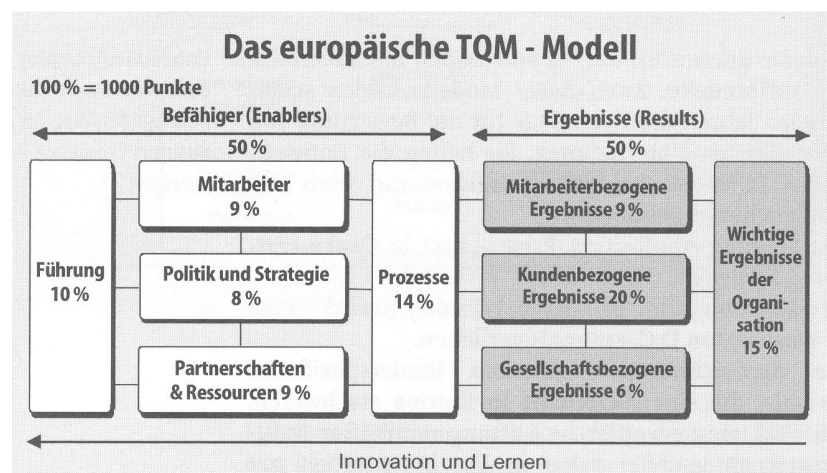 Das europäische TQM - Modell
100 % = 1000 Punkte
Befähiger (Enablers)
50 %
Ergebnisse (Results)
50 %
Führung
10 %
Mitarbeiter
9 %
Politik und Strategie
8 %
Partnerschaften
& Ressourcen 9 %
Prozesse
14 %
Mitarbeiterbezogene
Ergebnisse 9 %
Kundenbezogene
Ergebnisse 20 %
Gesellschaftsbezogene
Ergebnisse 6 %
Wichtige
Ergebnisse
der
Organi-
sation
15 %
Innovation und Lernen